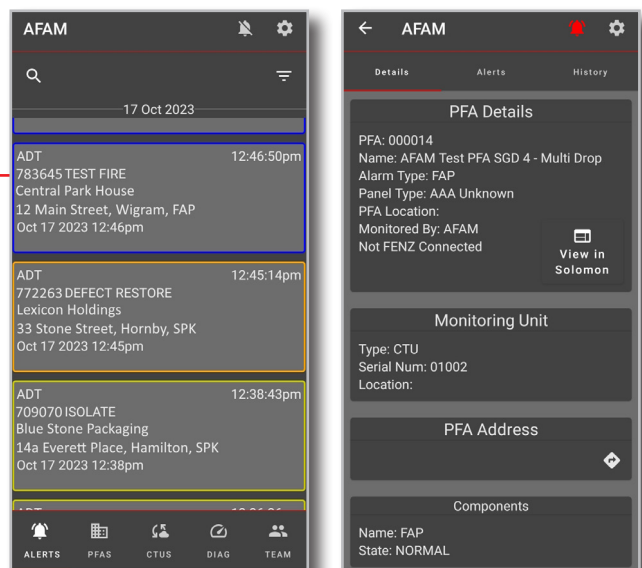 AFAM
17 Oct 2023
ADT 12:46:50pm
783645 TEST FIRE
Central Park House
12 Main Street, Wigram, FAP
Oct 17 2023 12:46pm
ADT 12:45:14pm
772263 DEFECT RESTORE
Lexicon Holdings
33 Stone Street, Hornby, SPK
Oct 17 2023 12:45pm
ADT 12:38:43pm
709070 ISOLATE
Blue Stone Packaging
14a Everett Place, Hamilton, SPK
Oct 17 2023 12:38pm
ALERTS PFAS CTUS DIAG TEAM
AFAM
Details Alerts History
PFA Details
PFA: 000014
Name: AFAM Test PFA SGD 4 - Multi Drop
Alarm Type: FAP
Panel Type: AAA Unknown
PFA Location:
Monitored By: AFAM
Not FENZ Connected
View in
Solomon
Monitoring Unit
Type: CTU
Serial Num: 01002
Location:
PFA Address
Components
Name: FAP
State: NORMAL